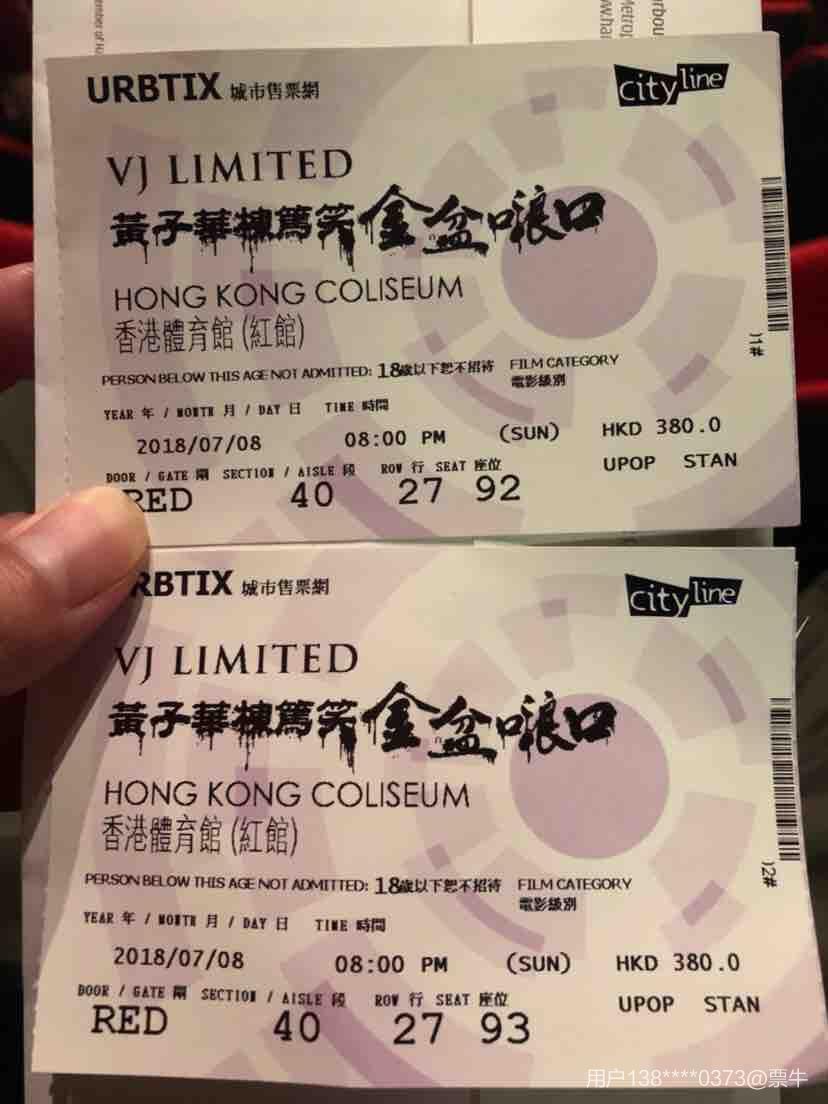 URBTIX 城市售票網
cityline
VJ LIMITED
黃子華棟篤笑金盆𠺘口
HONG KONG COLISEUM
香港體育館 (紅館)
PERSON BELOW THIS AGE NOT ADMITTED: 18歲以下恕不招待 FILM CATEGORY
電影級別
YEAR 年 / MONTH 月 / DAY 日 TIME 時間
2018/07/08 08:00 PM (SUN) HKD 380.0
DOOR / GATE 閘 SECTION / AISLE 段 ROW 行 SEAT 座位 UPOP STAN
RED 40 27 92
)1#
RBTIX 城市售票網
cityline
VJ LIMITED
黃子華棟篤笑金盆𠺘口
HONG KONG COLISEUM
香港體育館 (紅館)
PERSON BELOW THIS AGE NOT ADMITTED: 18歲以下恕不招待 FILM CATEGORY
電影級別
YEAR 年 / MONTH 月 / DAY 日 TIME 時間
2018/07/08 08:00 PM (SUN) HKD 380.0
DOOR / GATE 閘 SECTION / AISLE 段 ROW 行 SEAT 座位 UPOP STAN
RED 40 27 93
)2#
用户138****0373@票牛